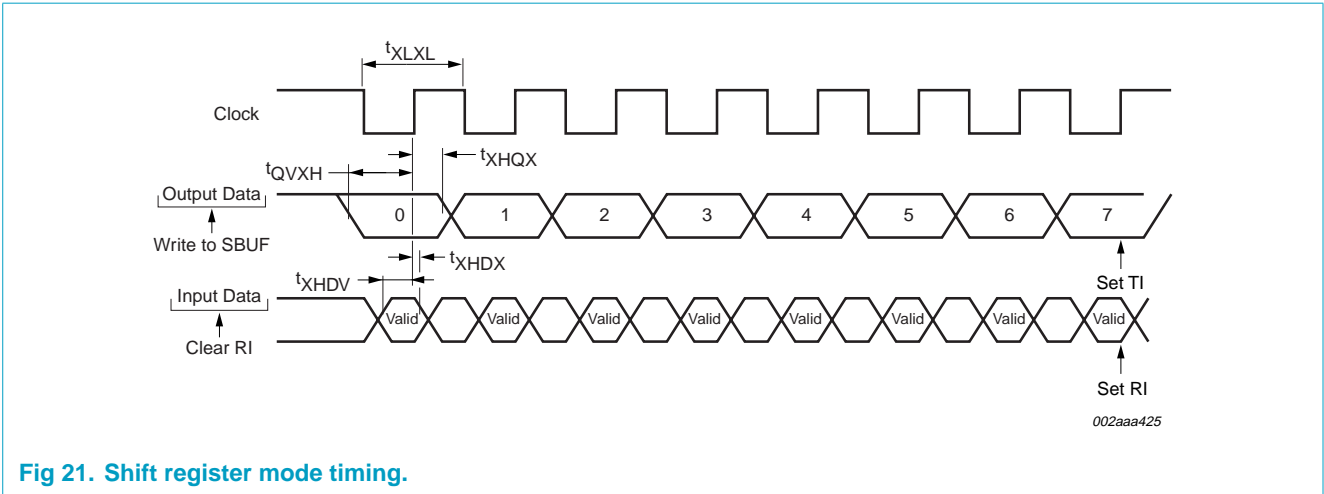 tXLXL
Clock
tXHQX
tQVXH
Output Data
0 1 2 3 4 5 6 7
Write to SBUF
tXHDX
Set TI
tXHDV
Input Data
Valid Valid Valid Valid Valid Valid Valid Valid
Clear RI
Set RI
002aaa425
Fig 21. Shift register mode timing.